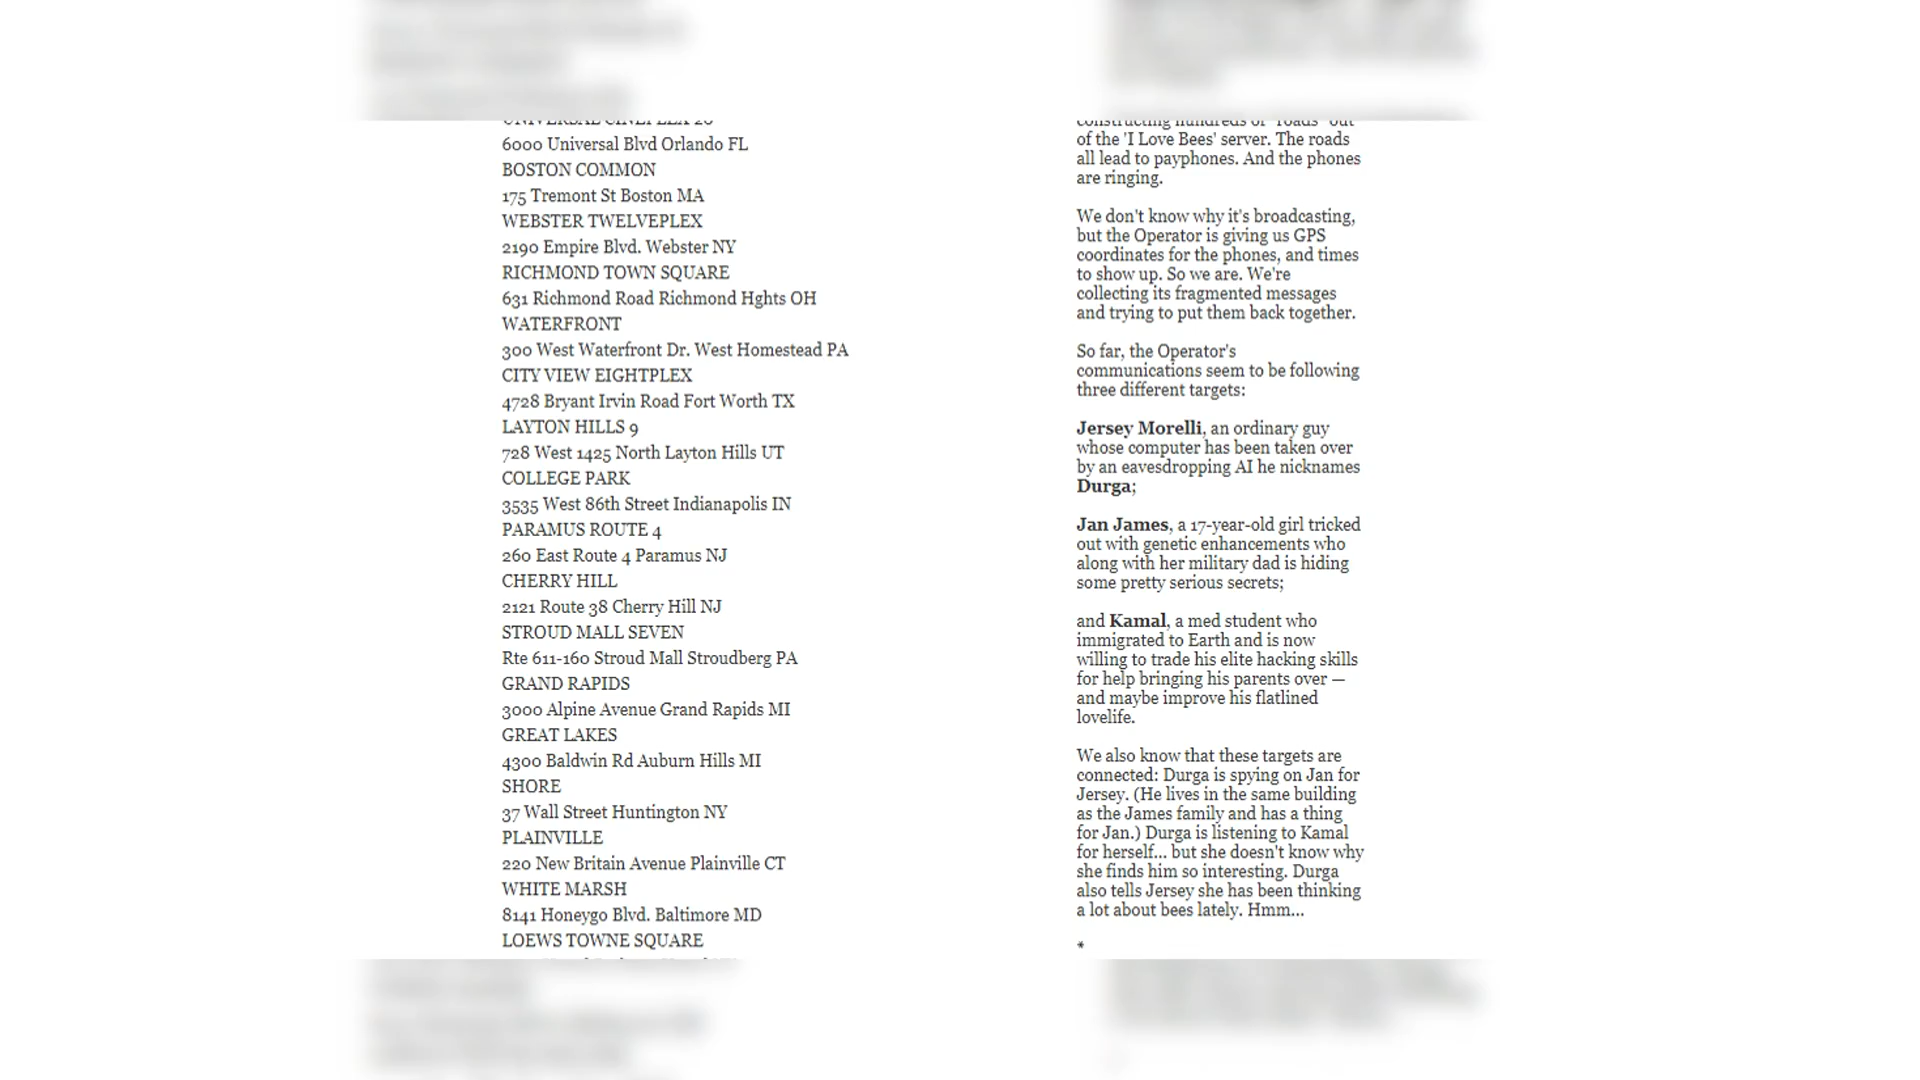 UNIVERSAL CINEPLEX 20
6000 Universal Blvd Orlando FL
BOSTON COMMON
175 Tremont St Boston MA
WEBSTER TWELVEPLEX
2190 Empire Blvd. Webster NY
RICHMOND TOWN SQUARE
631 Richmond Road Richmond Hghts OH
WATERFRONT
300 West Waterfront Dr. West Homestead PA
CITY VIEW EIGHTPLEX
4728 Bryant Irvin Road Fort Worth TX
LAYTON HILLS 9
728 West 1425 North Layton Hills UT
COLLEGE PARK
3535 West 86th Street Indianapolis IN
PARAMUS ROUTE 4
260 East Route 4 Paramus NJ
CHERRY HILL
2121 Route 38 Cherry Hill NJ
STROUD MALL SEVEN
Rte 611-160 Stroud Mall Stroudberg PA
GRAND RAPIDS
3000 Alpine Avenue Grand Rapids MI
GREAT LAKES
4300 Baldwin Rd Auburn Hills MI
SHORE
37 Wall Street Huntington NY
PLAINVILLE
220 New Britain Avenue Plainville CT
WHITE MARSH
8141 Honeygo Blvd. Baltimore MD
LOEWS TOWNE SQUARE
constructing hundreds of "roads" out
of the 'I Love Bees' server. The roads
all lead to payphones. And the phones
are ringing.
We don't know why it's broadcasting,
but the Operator is giving us GPS
coordinates for the phones, and times
to show up. So we are. We're
collecting its fragmented messages
and trying to put them back together.
So far, the Operator's
communications seem to be following
three different targets:
Jersey Morelli, an ordinary guy
whose computer has been taken over
by an eavesdropping AI he nicknames
Durga;
Jan James, a 17-year-old girl tricked
out with genetic enhancements who
along with her military dad is hiding
some pretty serious secrets;
and Kamal, a med student who
immigrated to Earth and is now
willing to trade his elite hacking skills
for help bringing his parents over —
and maybe improve his flatlined
lovelife.
We also know that these targets are
connected: Durga is spying on Jan for
Jersey. (He lives in the same building
as the James family and has a thing
for Jan.) Durga is listening to Kamal
for herself... but she doesn't know why
she finds him so interesting. Durga
also tells Jersey she has been thinking
a lot about bees lately. Hmm...
*